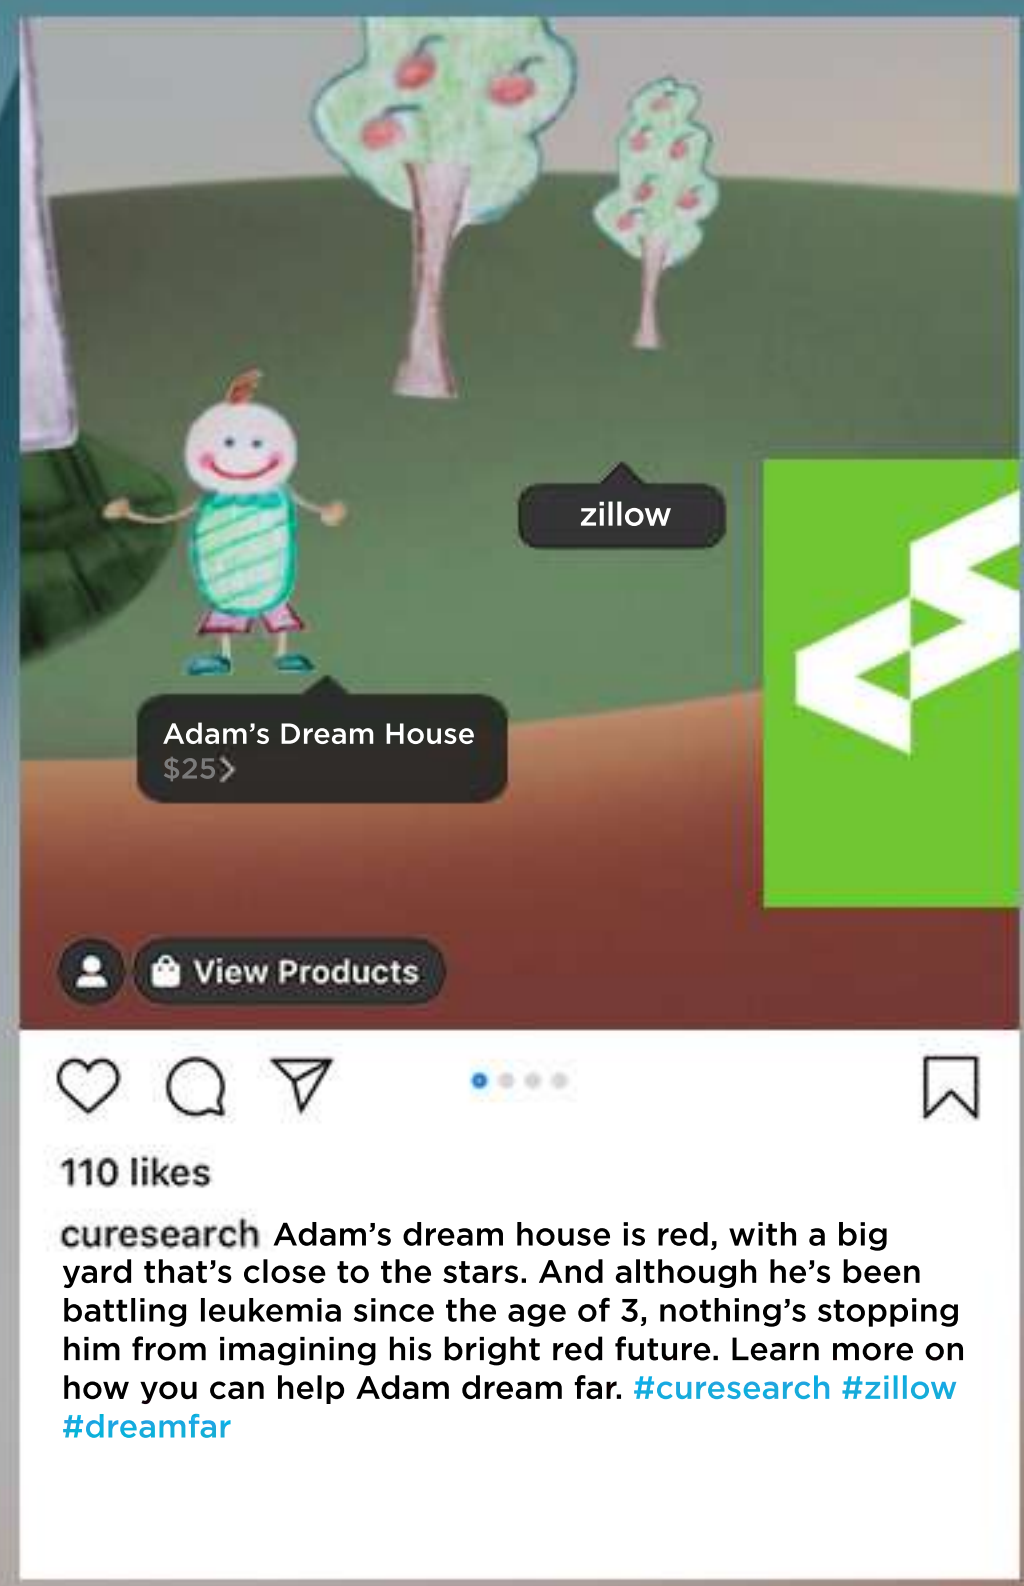 zillow
Adam’s Dream House
$25
View Products
110 likes
curesearch Adam’s dream house is red, with a big
yard that’s close to the stars. And although he’s been
battling leukemia since the age of 3, nothing’s stopping
him from imagining his bright red future. Learn more on
how you can help Adam dream far. #curesearch #zillow
#dreamfar